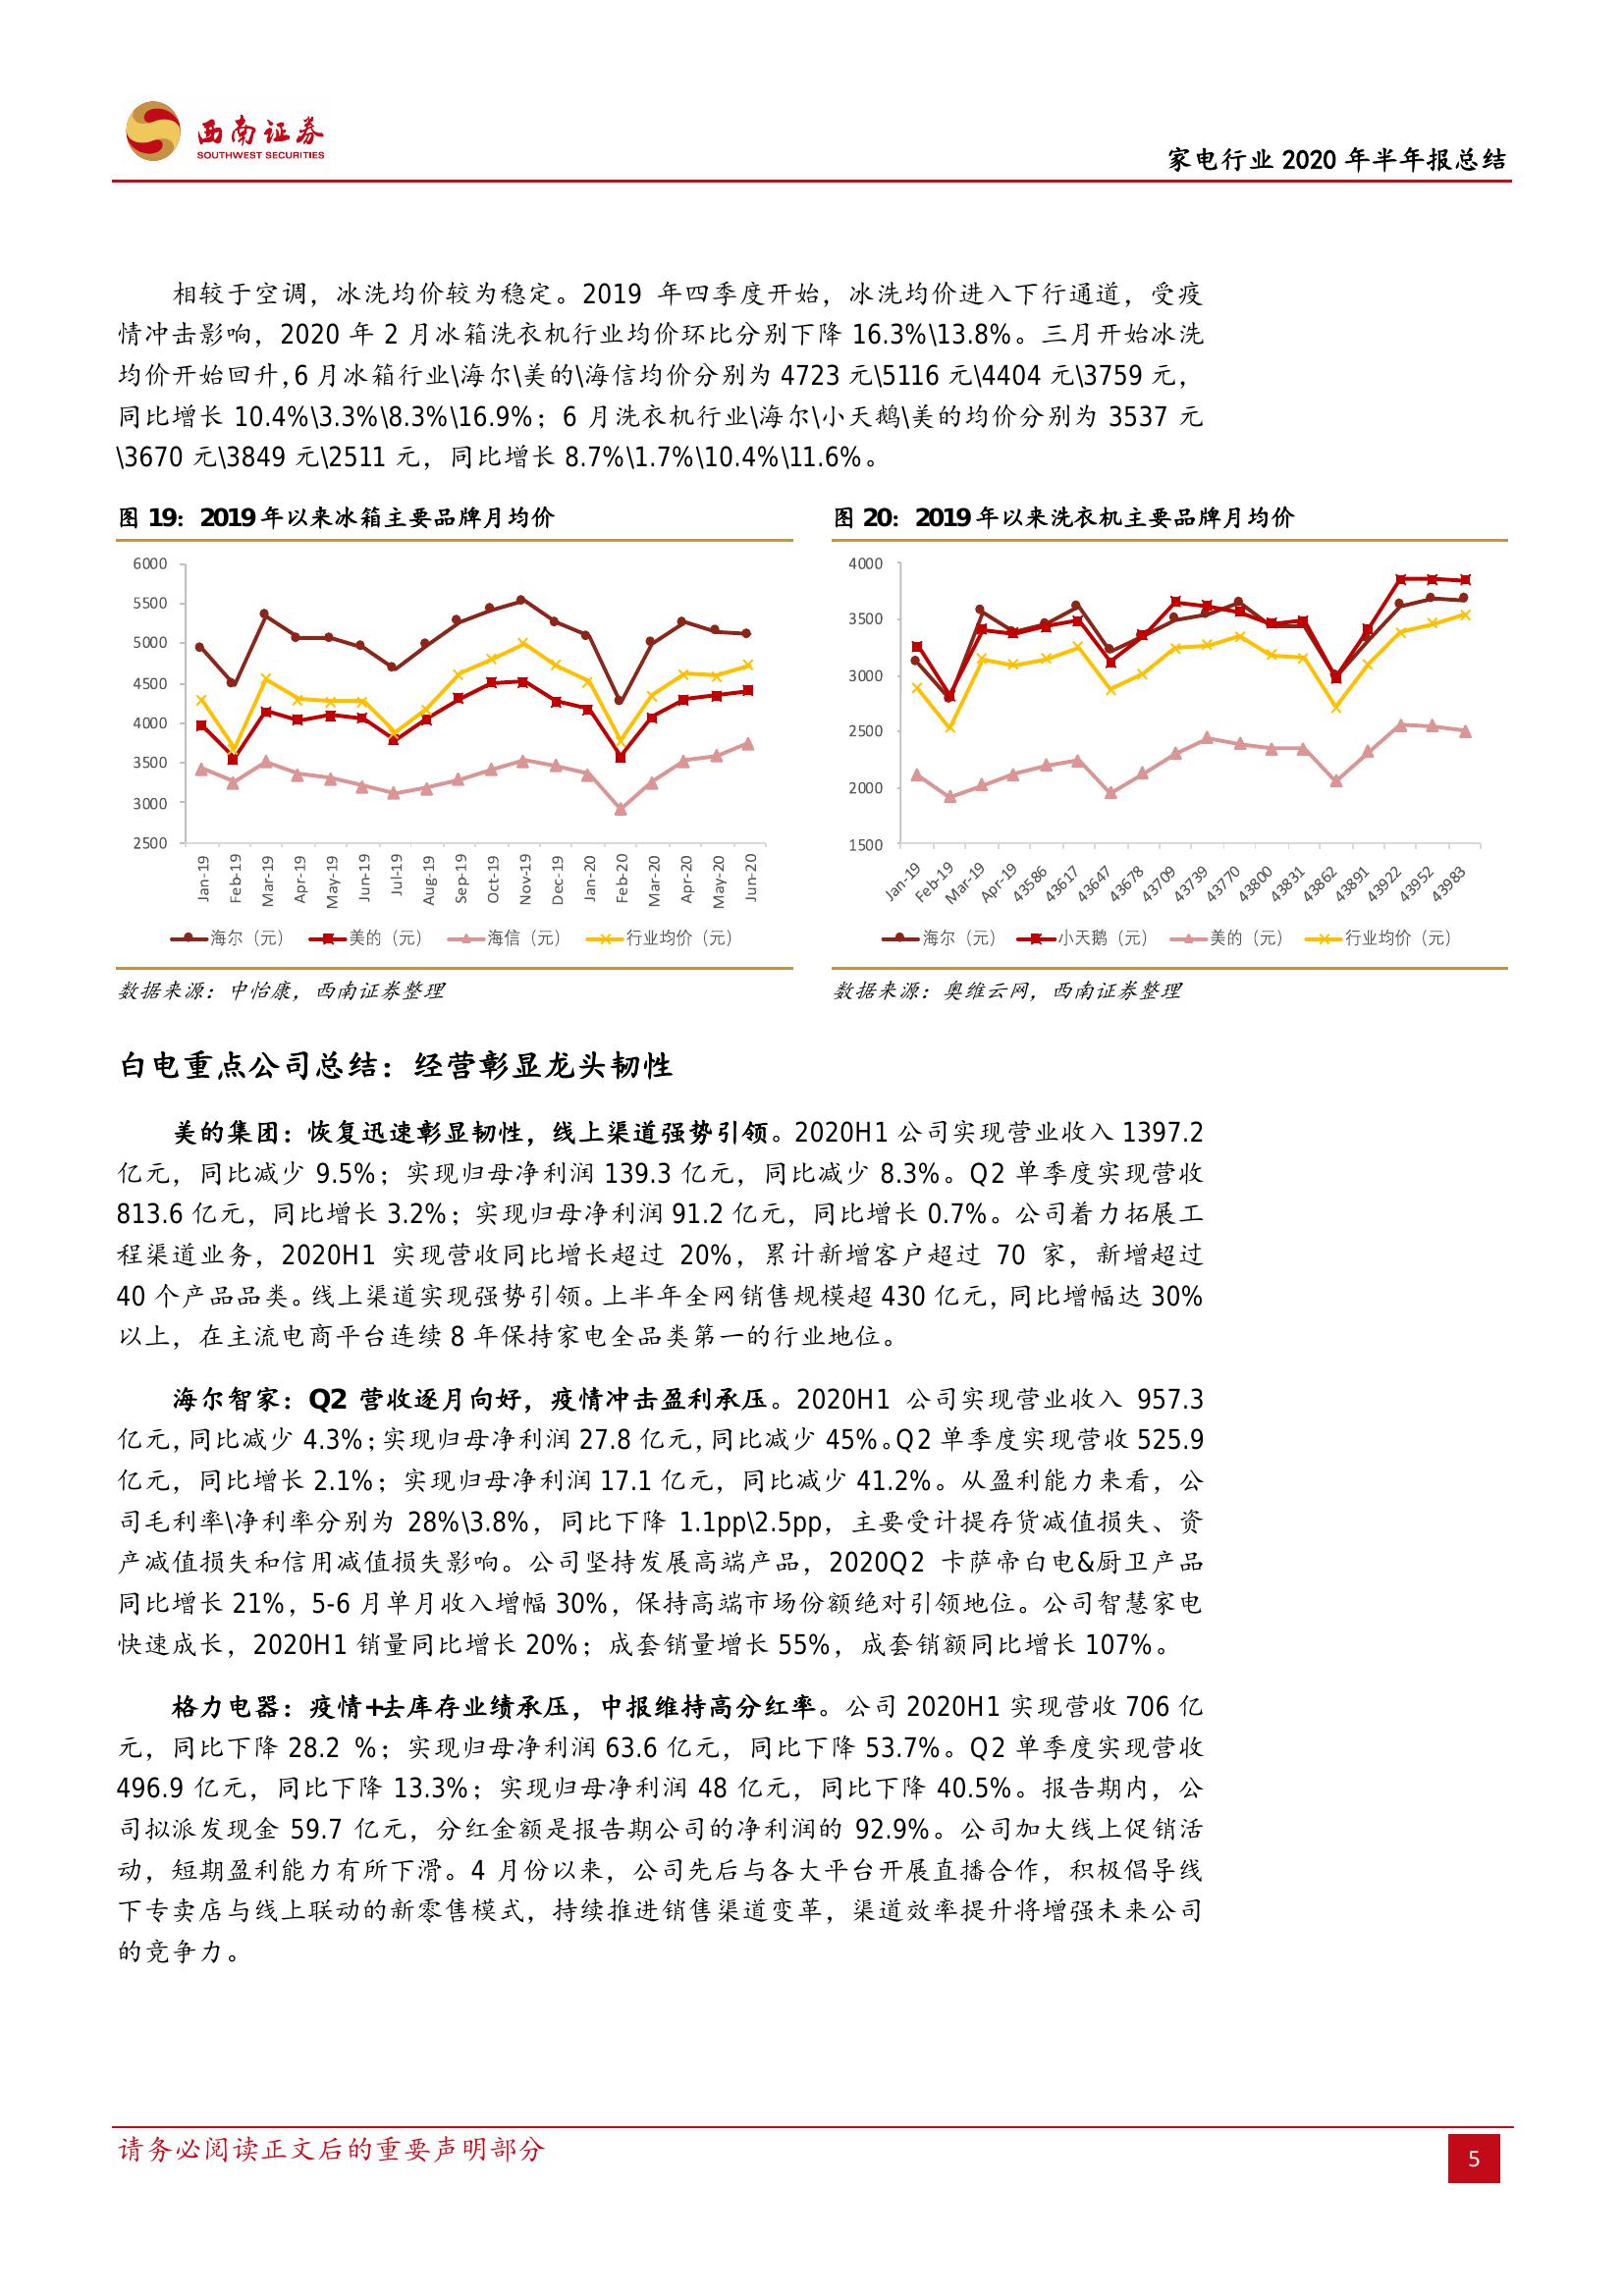 西南证券
SOUTHWEST SECURITIES
家电行业 2020 年半年报总结
相较于空调，冰洗均价较为稳定。2019 年四季度开始，冰洗均价进入下行通道，受疫
情冲击影响，2020 年 2 月冰箱洗衣机行业均价环比分别下降 16.3%\13.8%。三月开始冰洗
均价开始回升，6 月冰箱行业\海尔\美的\海信均价分别为 4723 元\5116 元\4404 元\3759 元，
同比增长 10.4%\3.3%\8.3%\16.9%；6 月洗衣机行业\海尔\小天鹅\美的均价分别为 3537 元
\3670 元\3849 元\2511 元，同比增长 8.7%\1.7%\10.4%\11.6%。
图 19：2019 年以来冰箱主要品牌月均价
6000
5500
5000
4500
4000
3500
3000
2500
Jan-19
Feb-19
Mar-19
Apr-19
May-19
Jun-19
Jul-19
Aug-19
Sep-19
Oct-19
Nov-19
Dec-19
Jan-20
Feb-20
Mar-20
Apr-20
May-20
Jun-20
海尔（元） 美的（元） 海信（元） 行业均价（元）
数据来源：中怡康，西南证券整理
图 20：2019 年以来洗衣机主要品牌月均价
4000
3500
3000
2500
2000
1500
Jan-19
Feb-19
Mar-19
Apr-19
43586
43617
43647
43678
43709
43739
43770
43800
43831
43862
43891
43922
43952
43983
海尔（元） 小天鹅（元） 美的（元） 行业均价（元）
数据来源：奥维云网，西南证券整理
白电重点公司总结：经营彰显龙头韧性
美的集团：恢复迅速彰显韧性，线上渠道强势引领。2020H1 公司实现营业收入 1397.2
亿元，同比减少 9.5%；实现归母净利润 139.3 亿元，同比减少 8.3%。Q2 单季度实现营收
813.6 亿元，同比增长 3.2%；实现归母净利润 91.2 亿元，同比增长 0.7%。公司着力拓展工
程渠道业务，2020H1 实现营收同比增长超过 20%，累计新增客户超过 70 家，新增超过
40 个产品品类。线上渠道实现强势引领。上半年全网销售规模超 430 亿元，同比增幅达 30%
以上，在主流电商平台连续 8 年保持家电全品类第一的行业地位。
海尔智家：Q2 营收逐月向好，疫情冲击盈利承压。2020H1 公司实现营业收入 957.3
亿元，同比减少 4.3%；实现归母净利润 27.8 亿元，同比减少 45%。Q2 单季度实现营收 525.9
亿元，同比增长 2.1%；实现归母净利润 17.1 亿元，同比减少 41.2%。从盈利能力来看，公
司毛利率\净利率分别为 28%\3.8%，同比下降 1.1pp\2.5pp，主要受计提存货减值损失、资
产减值损失和信用减值损失影响。公司坚持发展高端产品，2020Q2 卡萨帝白电&厨卫产品
同比增长 21%，5-6 月单月收入增幅 30%，保持高端市场份额绝对引领地位。公司智慧家电
快速成长，2020H1 销量同比增长 20%；成套销量增长 55%，成套销额同比增长 107%。
格力电器：疫情+去库存业绩承压，中报维持高分红率。公司 2020H1 实现营收 706 亿
元，同比下降 28.2 %；实现归母净利润 63.6 亿元，同比下降 53.7%。Q2 单季度实现营收
496.9 亿元，同比下降 13.3%；实现归母净利润 48 亿元，同比下降 40.5%。报告期内，公
司拟派发现金 59.7 亿元，分红金额是报告期公司的净利润的 92.9%。公司加大线上促销活
动，短期盈利能力有所下滑。4 月份以来，公司先后与各大平台开展直播合作，积极倡导线
下专卖店与线上联动的新零售模式，持续推进销售渠道变革，渠道效率提升将增强未来公司
的竞争力。
请务必阅读正文后的重要声明部分
5